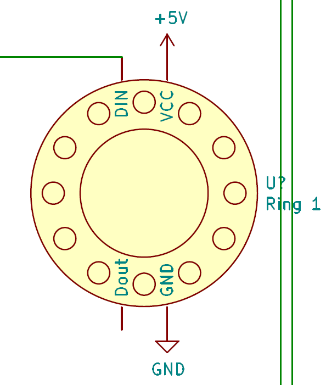 +5V
DIN
VCC
U?
Ring 1
Dout
GND
GND